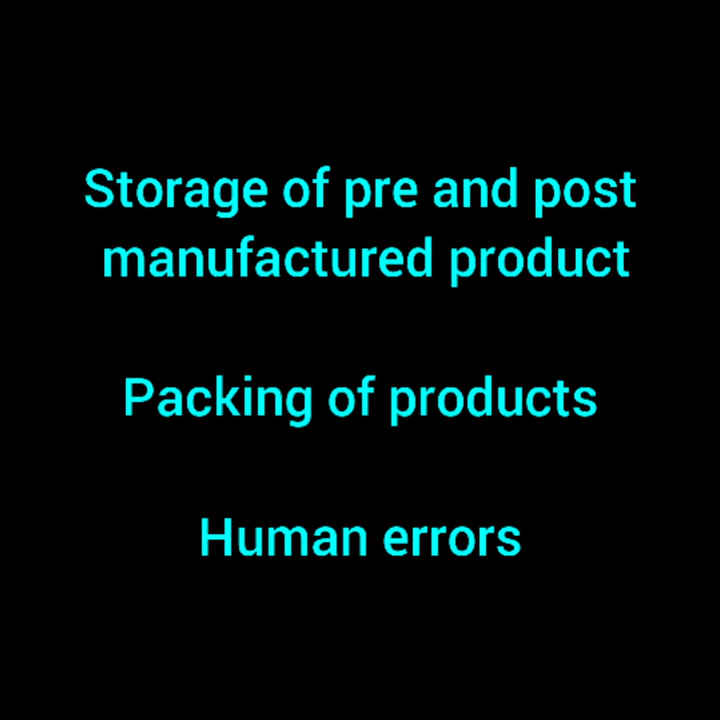 Storage of pre and post
manufactured product
Packing of products
Human errors